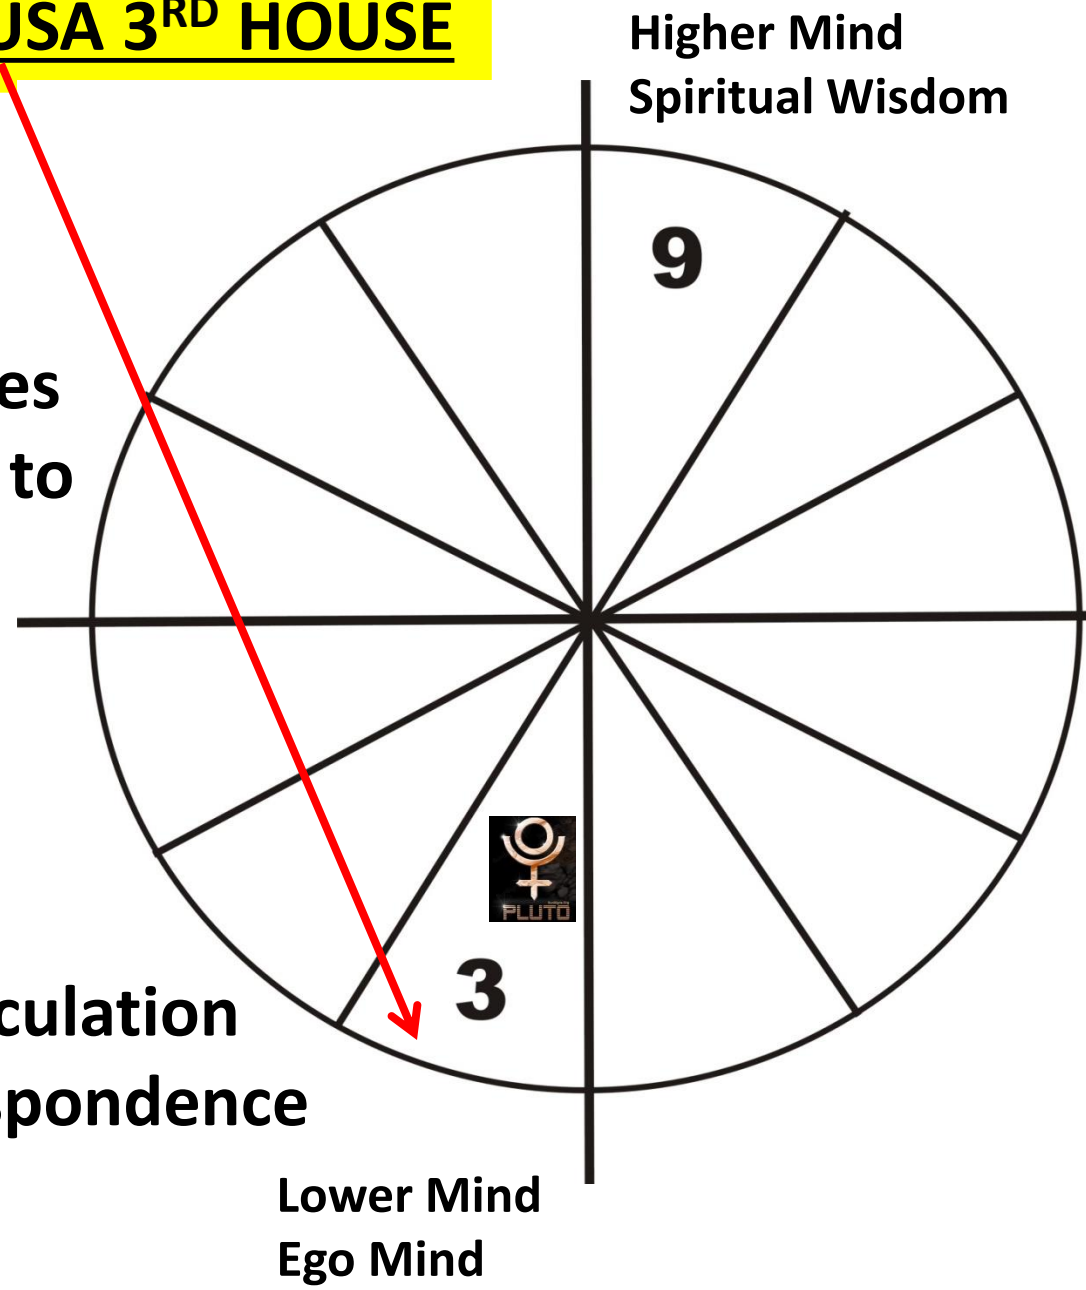 USA 3RD HOUSE
Higher Mind
Spiritual Wisdom
9
es
to
PLUTO
3
culation
spondence
Lower Mind
Ego Mind